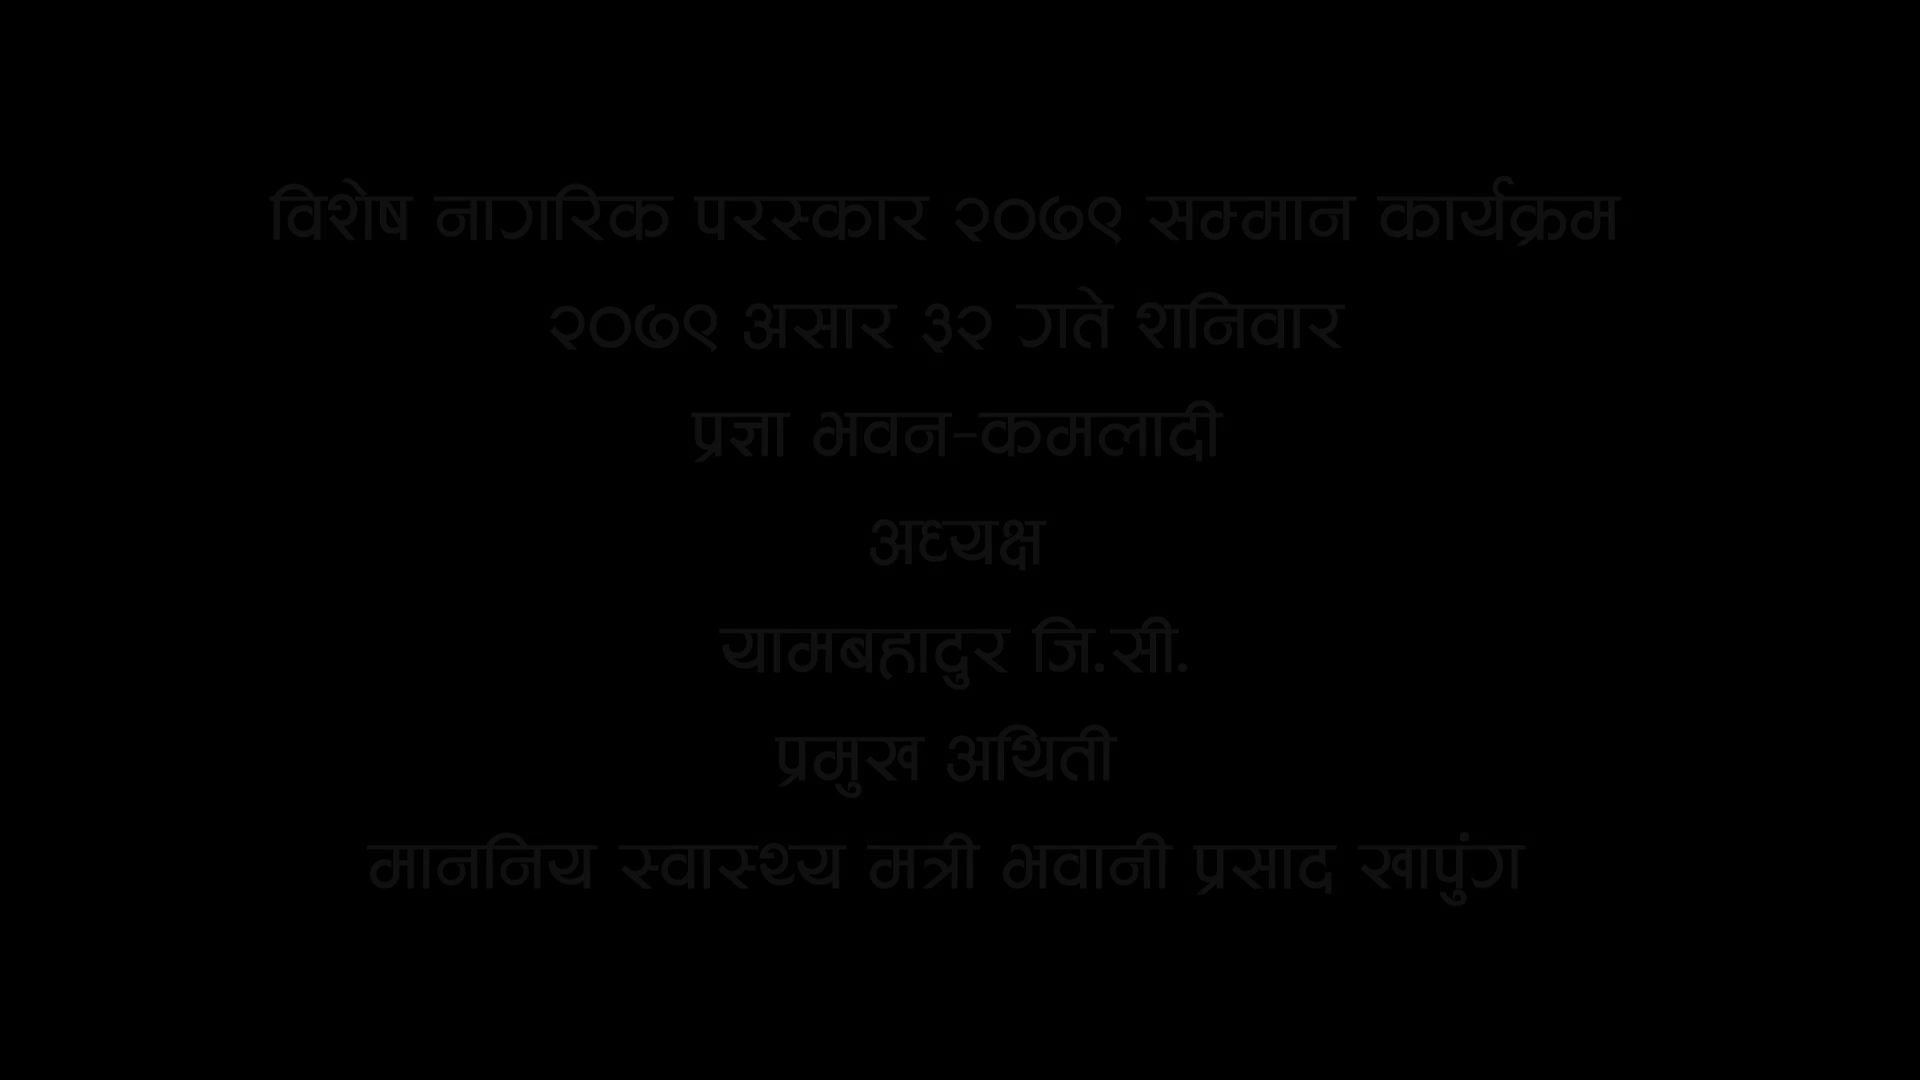 विशेष नागरिक परस्कार २०७९ सम्मान कार्यक्रम
२०७९ असार ३२ गते शनिवार
प्रज्ञा भवन-कमलादी
अध्यक्ष
यामबहादुर जि.सी.
प्रमुख अथिती
माननिय स्वास्थ्य मत्री भवानी प्रसाद खापुंग